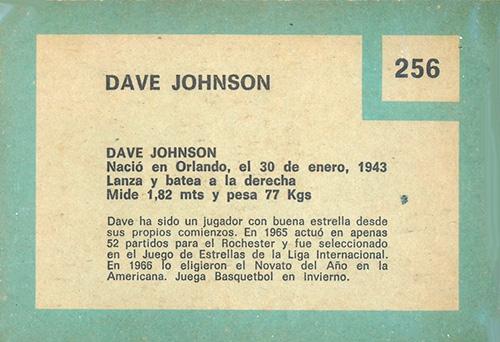 256
DAVE JOHNSON
DAVE JOHNSON
Nació en Orlando, el 30 de enero, 1943
Lanza y batea a la derecha
Mide 1,82 mts y pesa 77 Kgs
Dave ha sido un jugador con buena estrella desde
sus propios comienzos. En 1965 actuó en apenas
52 partidos para el Rochester y fue seleccionado
en el Juego de Estrellas de la Liga Internacional.
En 1966 lo eligieron el Novato del Año en la
Americana. Juega Basquetbol en invierno.